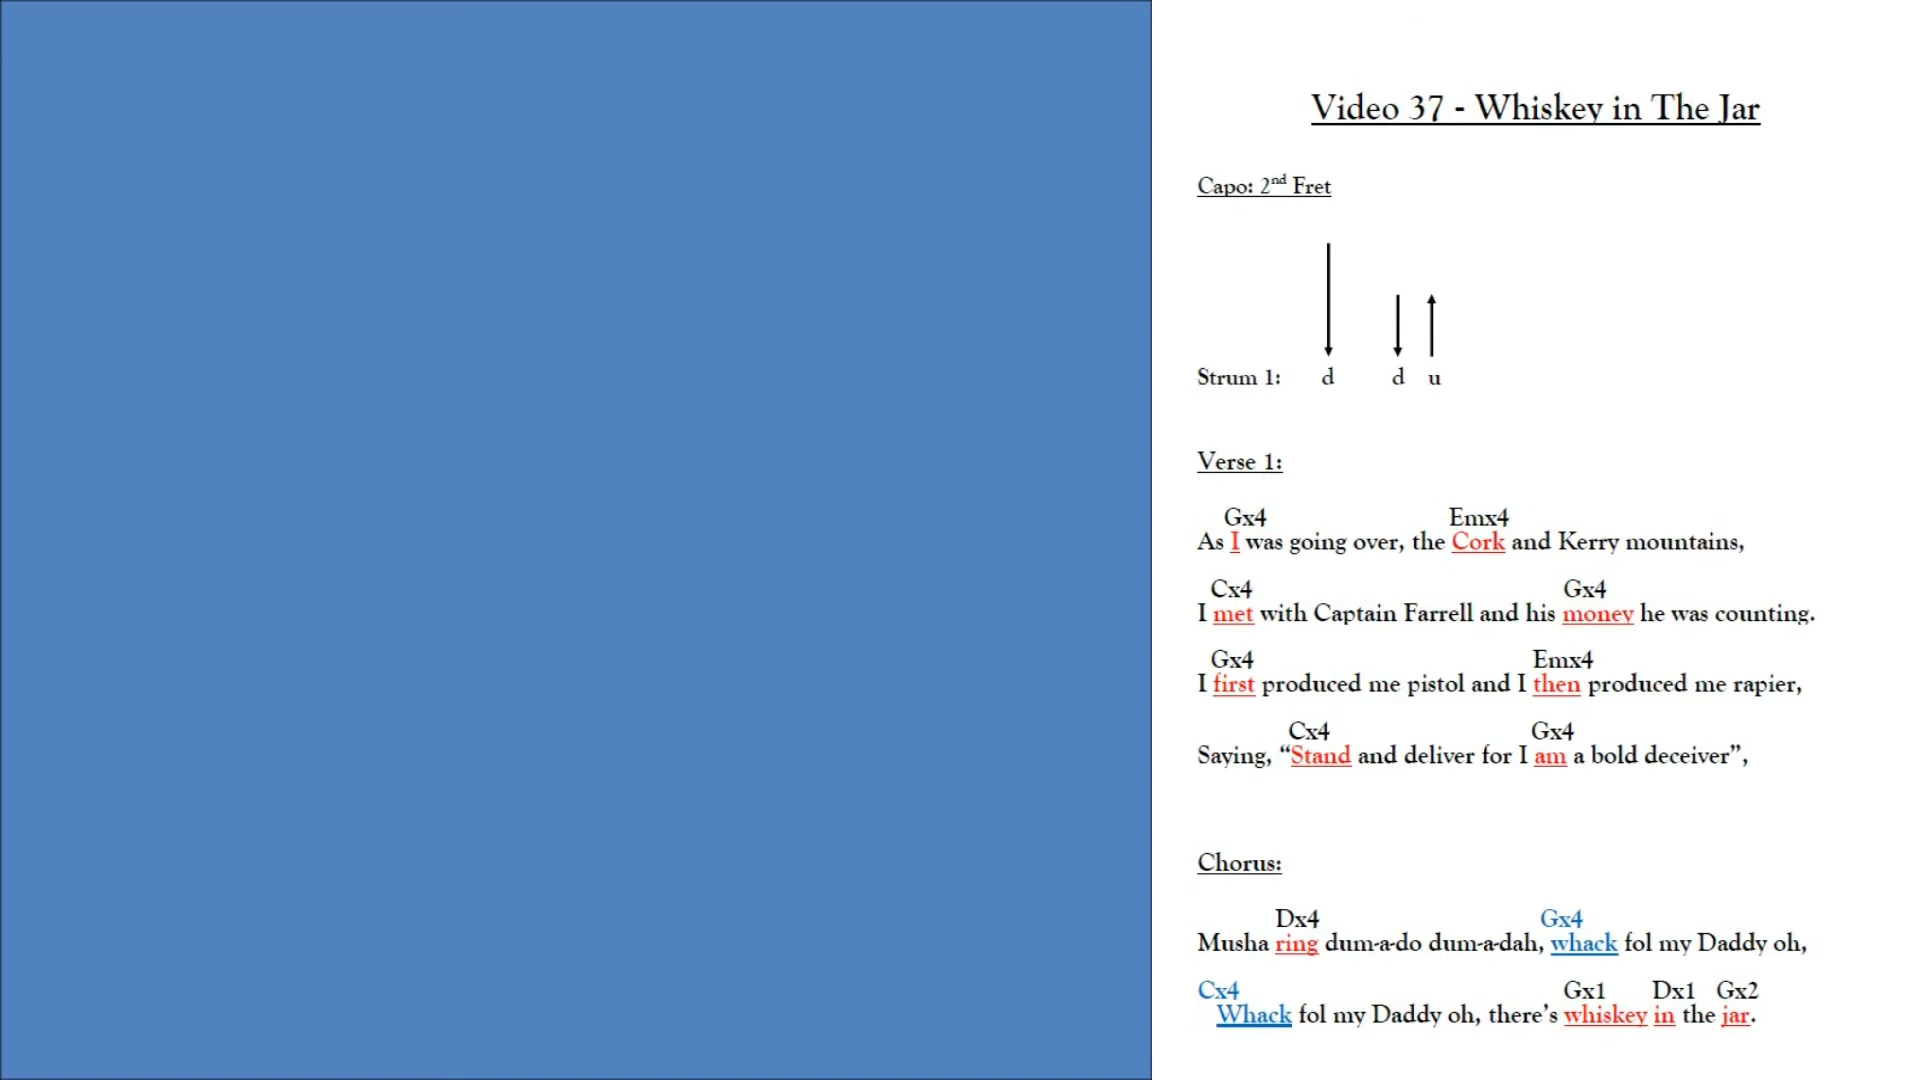 Video 37 - Whiskey in The Jar
Capo: 2nd Fret
Strum 1: d d u
Verse 1:
Gx4 Emx4
As I was going over, the Cork and Kerry mountains,
Cx4 Gx4
I met with Captain Farrell and his money he was counting.
Gx4 Emx4
I first produced me pistol and I then produced me rapier,
Cx4 Gx4
Saying, “Stand and deliver for I am a bold deceiver”,
Chorus:
Dx4 Gx4
Musha ring dum-a-do dum-a-dah, whack fol my Daddy oh,
Cx4 Gx1 Dx1 Gx2
Whack fol my Daddy oh, there’s whiskey in the jar.